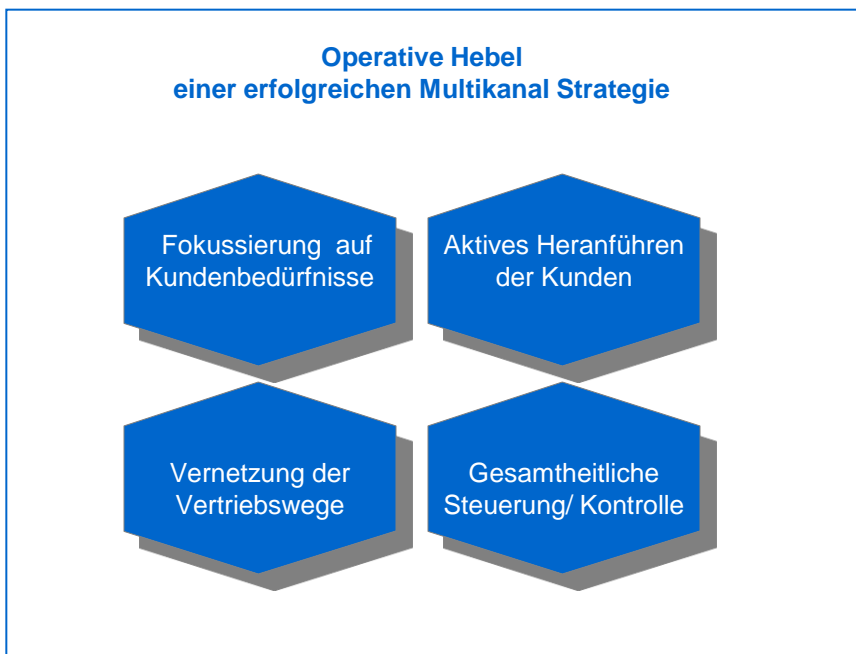 Operative Hebel
einer erfolgreichen Multikanal Strategie
Fokussierung auf
Kundenbedürfnisse
Aktives Heranführen
der Kunden
Vernetzung der
Vertriebswege
Gesamtheitliche
Steuerung/ Kontrolle